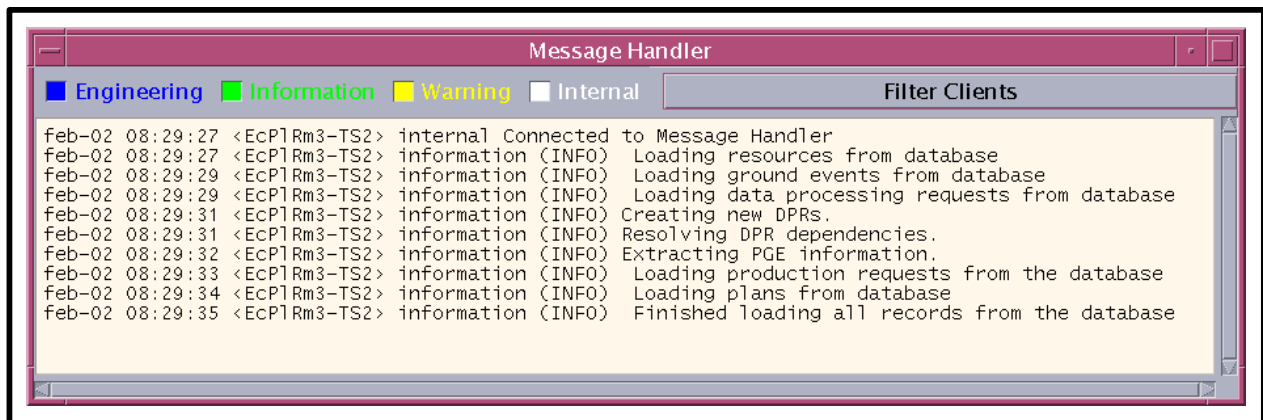 Message Handler
Engineering Information Warning Internal Filter Clients
feb-02 08:29:27 <EcPlRm3-TS2> internal Connected to Message Handler
feb-02 08:29:27 <EcPlRm3-TS2> information (INFO)  Loading resources from database
feb-02 08:29:29 <EcPlRm3-TS2> information (INFO)  Loading ground events from database
feb-02 08:29:29 <EcPlRm3-TS2> information (INFO)  Loading data processing requests from database
feb-02 08:29:31 <EcPlRm3-TS2> information (INFO) Creating new DPRs.
feb-02 08:29:31 <EcPlRm3-TS2> information (INFO) Resolving DPR dependencies.
feb-02 08:29:32 <EcPlRm3-TS2> information (INFO) Extracting PGE information.
feb-02 08:29:33 <EcPlRm3-TS2> information (INFO)  Loading production requests from the database
feb-02 08:29:34 <EcPlRm3-TS2> information (INFO)  Loading plans from database
feb-02 08:29:35 <EcPlRm3-TS2> information (INFO)  Finished loading all records from the database